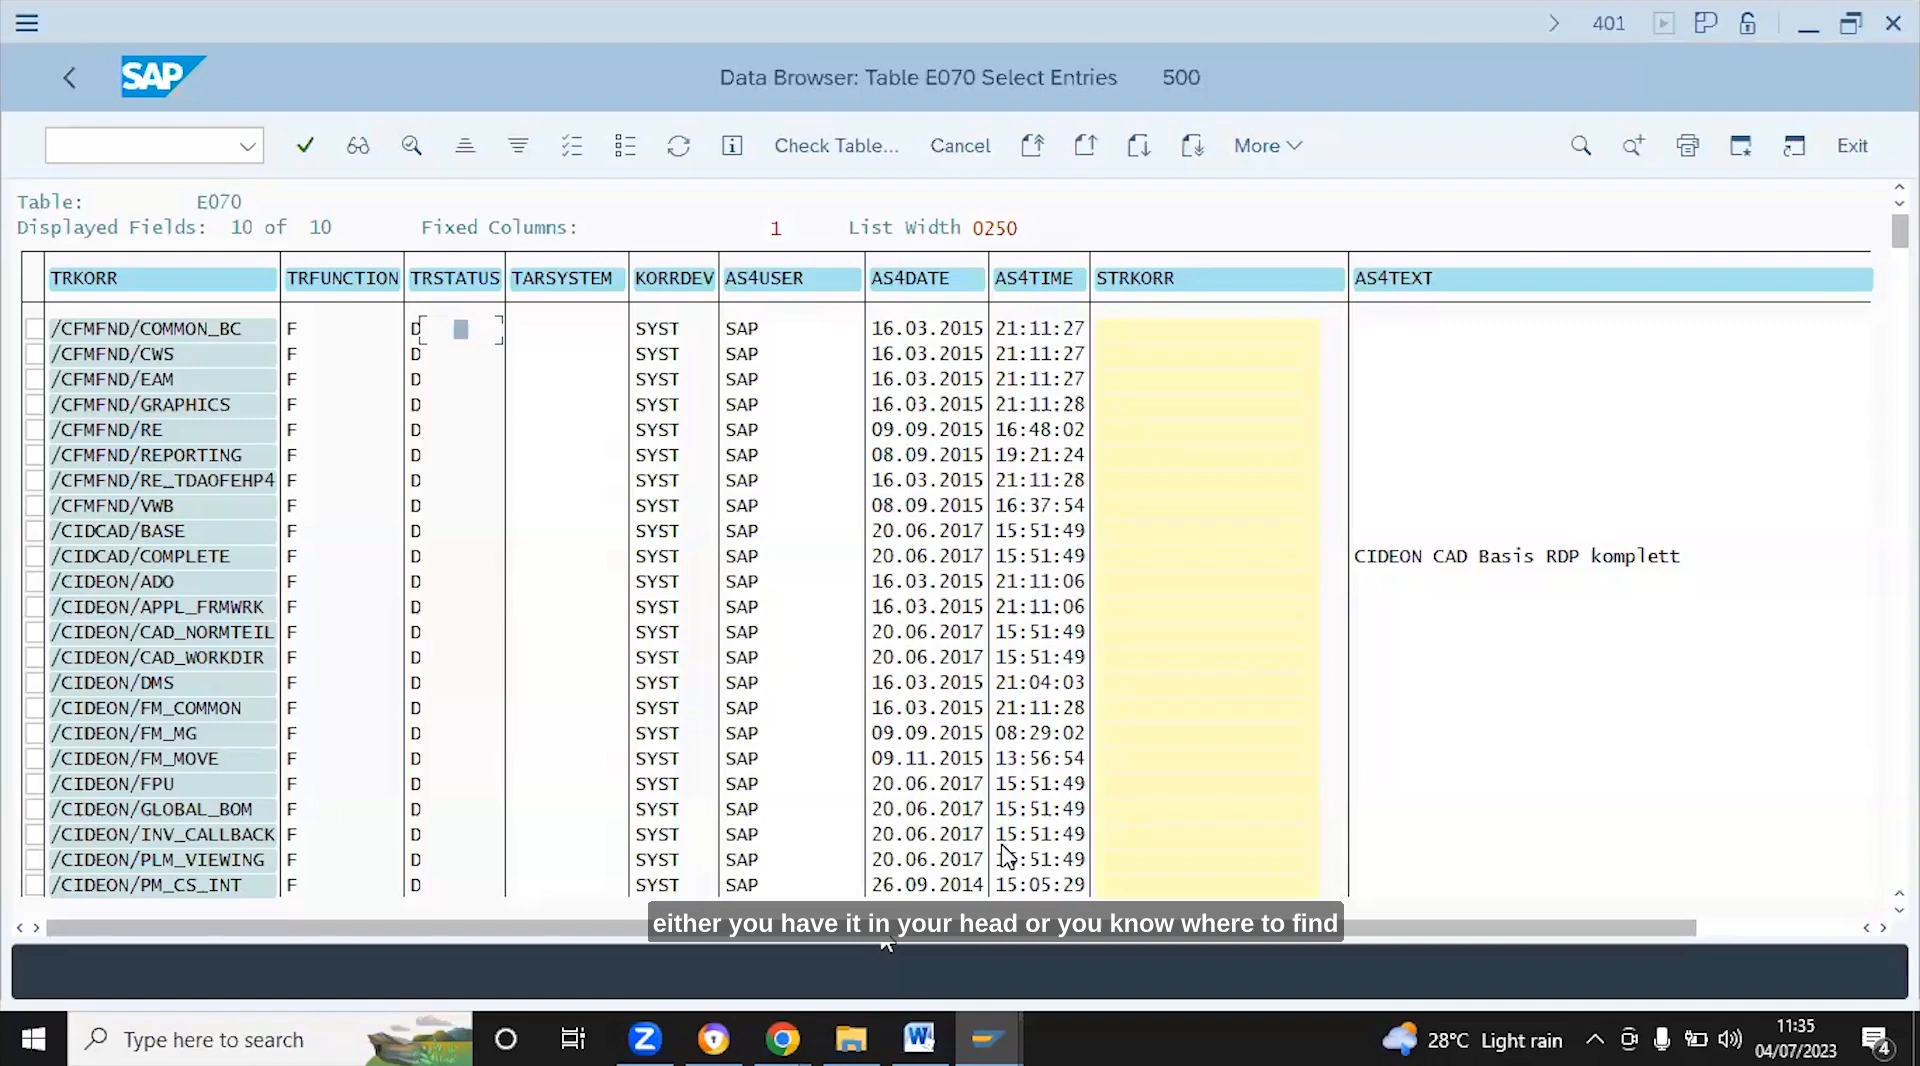 401
SAP
Data Browser: Table E070 Select Entries 500
Check Table... Cancel More Exit
Table: E070
Displayed Fields: 10 of 10 Fixed Columns: 1 List Width 0250
TRKORR TRFUNCTION TRSTATUS TARSYSTEM KORRDEV AS4USER AS4DATE AS4TIME STRKORR AS4TEXT
/CFMFND/COMMON_BC F D SYST SAP 16.03.2015 21:11:27
/CFMFND/CWS F D SYST SAP 16.03.2015 21:11:27
/CFMFND/EAM F D SYST SAP 16.03.2015 21:11:27
/CFMFND/GRAPHICS F D SYST SAP 16.03.2015 21:11:28
/CFMFND/RE F D SYST SAP 09.09.2015 16:48:02
/CFMFND/REPORTING F D SYST SAP 08.09.2015 19:21:24
/CFMFND/RE_TDAOFEHP4 F D SYST SAP 16.03.2015 21:11:28
/CFMFND/VWB F D SYST SAP 08.09.2015 16:37:54
/CIDCAD/BASE F D SYST SAP 20.06.2017 15:51:49
/CIDCAD/COMPLETE F D SYST SAP 20.06.2017 15:51:49 CIDEON CAD Basis RDP komplett
/CIDEON/ADO F D SYST SAP 16.03.2015 21:11:06
/CIDEON/APPL_FRMWRK F D SYST SAP 16.03.2015 21:11:06
/CIDEON/CAD_NORMTEIL F D SYST SAP 20.06.2017 15:51:49
/CIDEON/CAD_WORKDIR F D SYST SAP 20.06.2017 15:51:49
/CIDEON/DMS F D SYST SAP 16.03.2015 21:04:03
/CIDEON/FM_COMMON F D SYST SAP 16.03.2015 21:11:28
/CIDEON/FM_MG F D SYST SAP 09.09.2015 08:29:02
/CIDEON/FM_MOVE F D SYST SAP 09.11.2015 13:56:54
/CIDEON/FPU F D SYST SAP 20.06.2017 15:51:49
/CIDEON/GLOBAL_BOM F D SYST SAP 20.06.2017 15:51:49
/CIDEON/INV_CALLBACK F D SYST SAP 20.06.2017 15:51:49
/CIDEON/PLM_VIEWING F D SYST SAP 20.06.2017 15:51:49
/CIDEON/PM_CS_INT F D SYST SAP 26.09.2014 15:05:29
either you have it in your head or you know where to find
Type here to search 28°C Light rain 11:35
04/07/2023 4